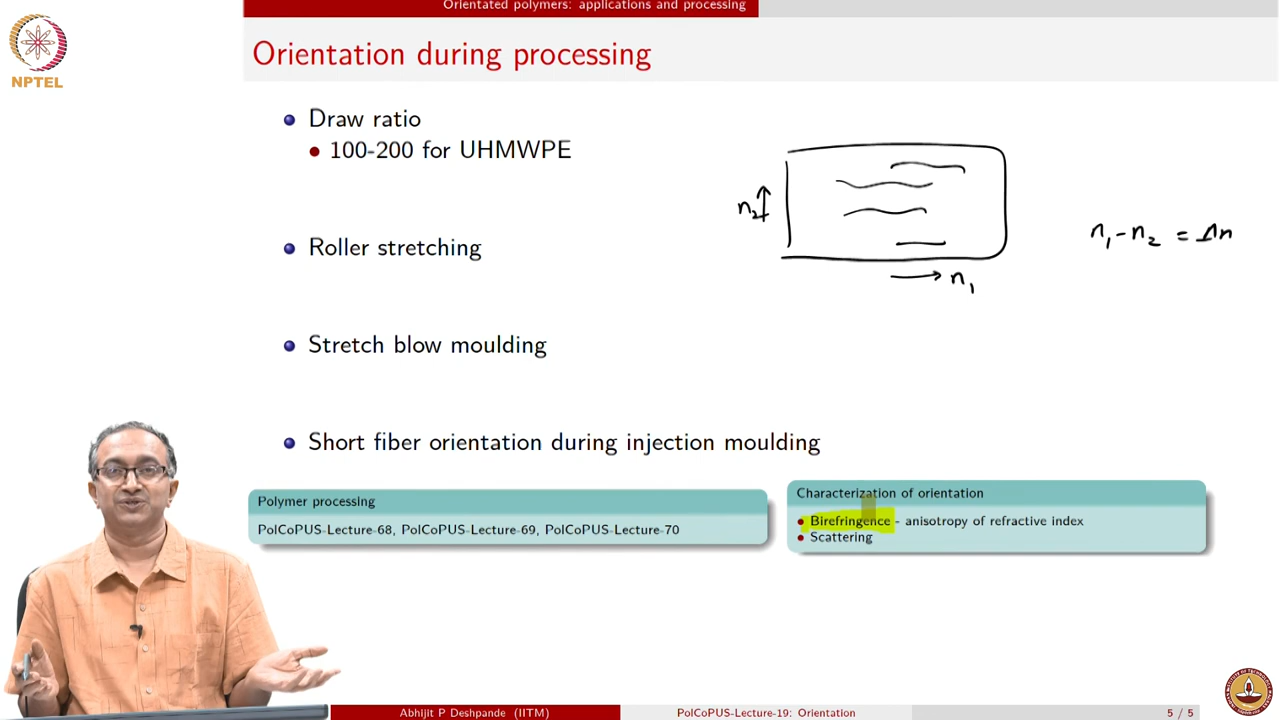 Orientated polymers: applications and processing
NPTEL
Orientation during processing
Draw ratio
100-200 for UHMWPE
Roller stretching
Stretch blow moulding
Short fiber orientation during injection moulding
n2
n1
n1 - n2 = Δn
Polymer processing
PolCoPUS-Lecture-68, PolCoPUS-Lecture-69, PolCoPUS-Lecture-70
Characterization of orientation
Birefringence - anisotropy of refractive index
Scattering
Abhijit P Deshpande (IITM)
PolCoPUS-Lecture-19: Orientation
5 / 5